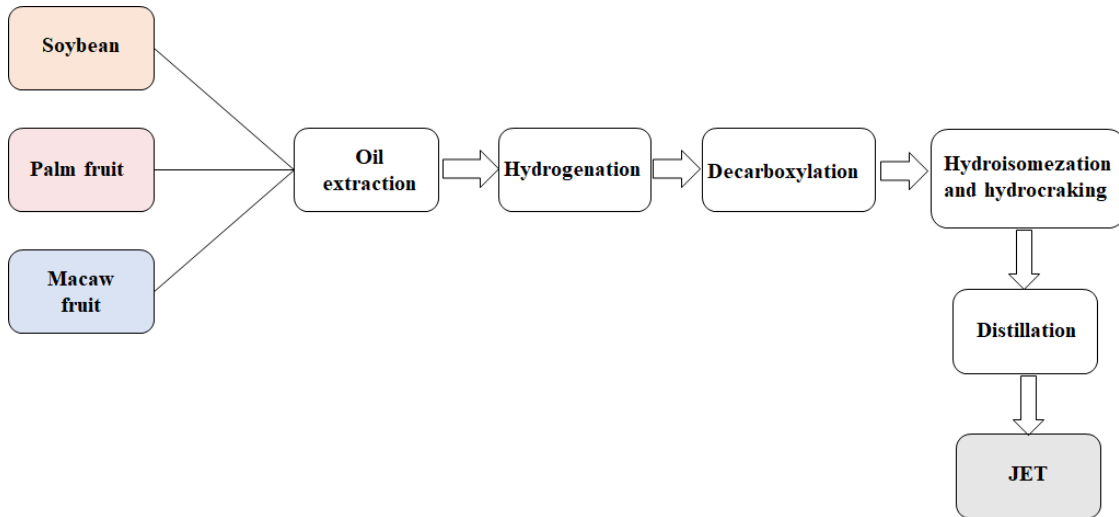 Soybean
Palm fruit
Macaw
fruit
Oil
extraction
Hydrogenation
Decarboxylation
Hydroisomezation
and hydrocraking
Distillation
JET